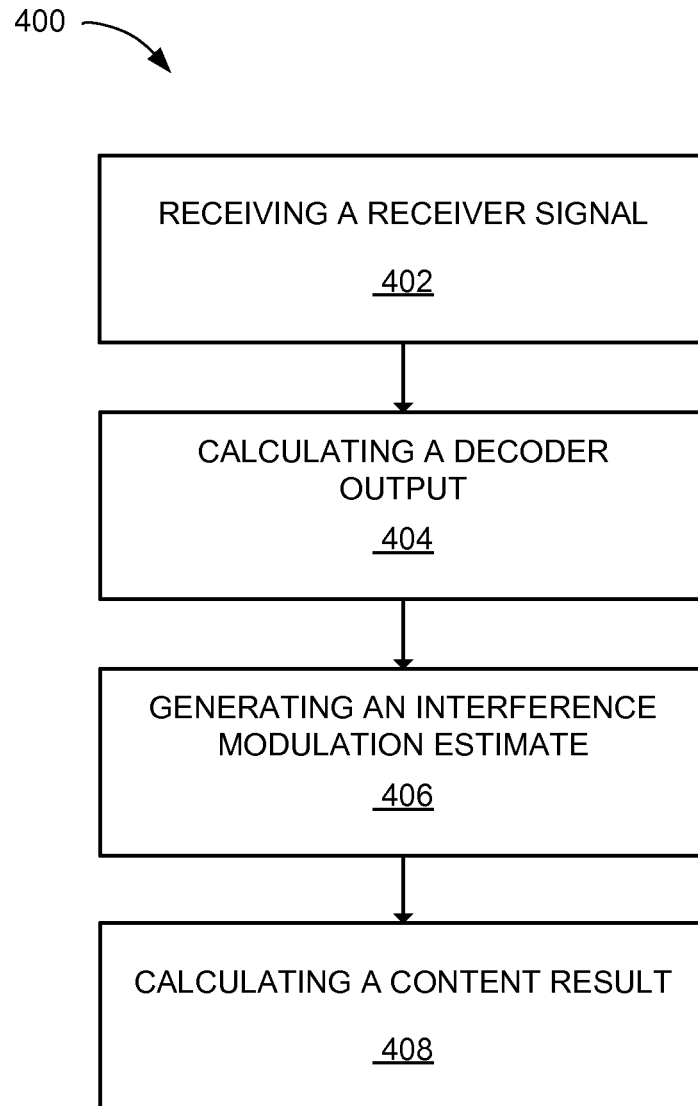 400
RECEIVING A RECEIVER SIGNAL
402
CALCULATING A DECODER
OUTPUT
404
GENERATING AN INTERFERENCE
MODULATION ESTIMATE
406
CALCULATING A CONTENT RESULT
408